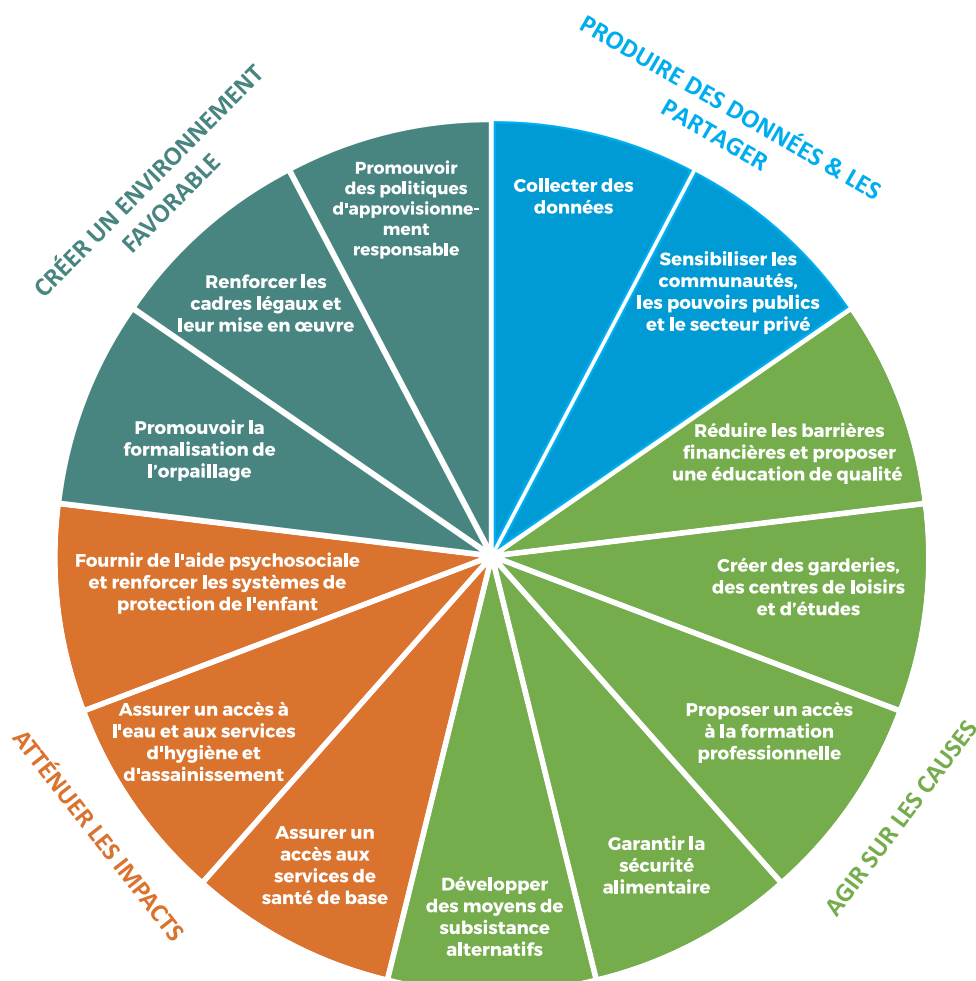 PRODUIRE DES DONNÉES & LES
PARTAGER
Collecter des
données
Sensibiliser les
communautés,
les pouvoirs publics
et le secteur privé
AGIR SUR LES CAUSES
Réduire les barrières
financières et proposer
une éducation de qualité
Créer des garderies,
des centres de loisirs
et d'études
Proposer un accès
à la formation
professionnelle
Garantir la
sécurité
alimentaire
Développer
des moyens de
subsistance
alternatifs
ATTÉNUER LES IMPACTS
Assurer un
accès aux
services de
santé de base
Assurer un accès à
l'eau et aux services
d'hygiène et
d'assainissement
Fournir de l'aide psychosociale
et renforcer les systèmes de
protection de l'enfant
CRÉER UN ENVIRONNEMENT
FAVORABLE
Promouvoir la
formalisation de
l'orpaillage
Renforcer les
cadres légaux et
leur mise en œuvre
Promouvoir
des politiques
d'approvisionne-
ment
responsable